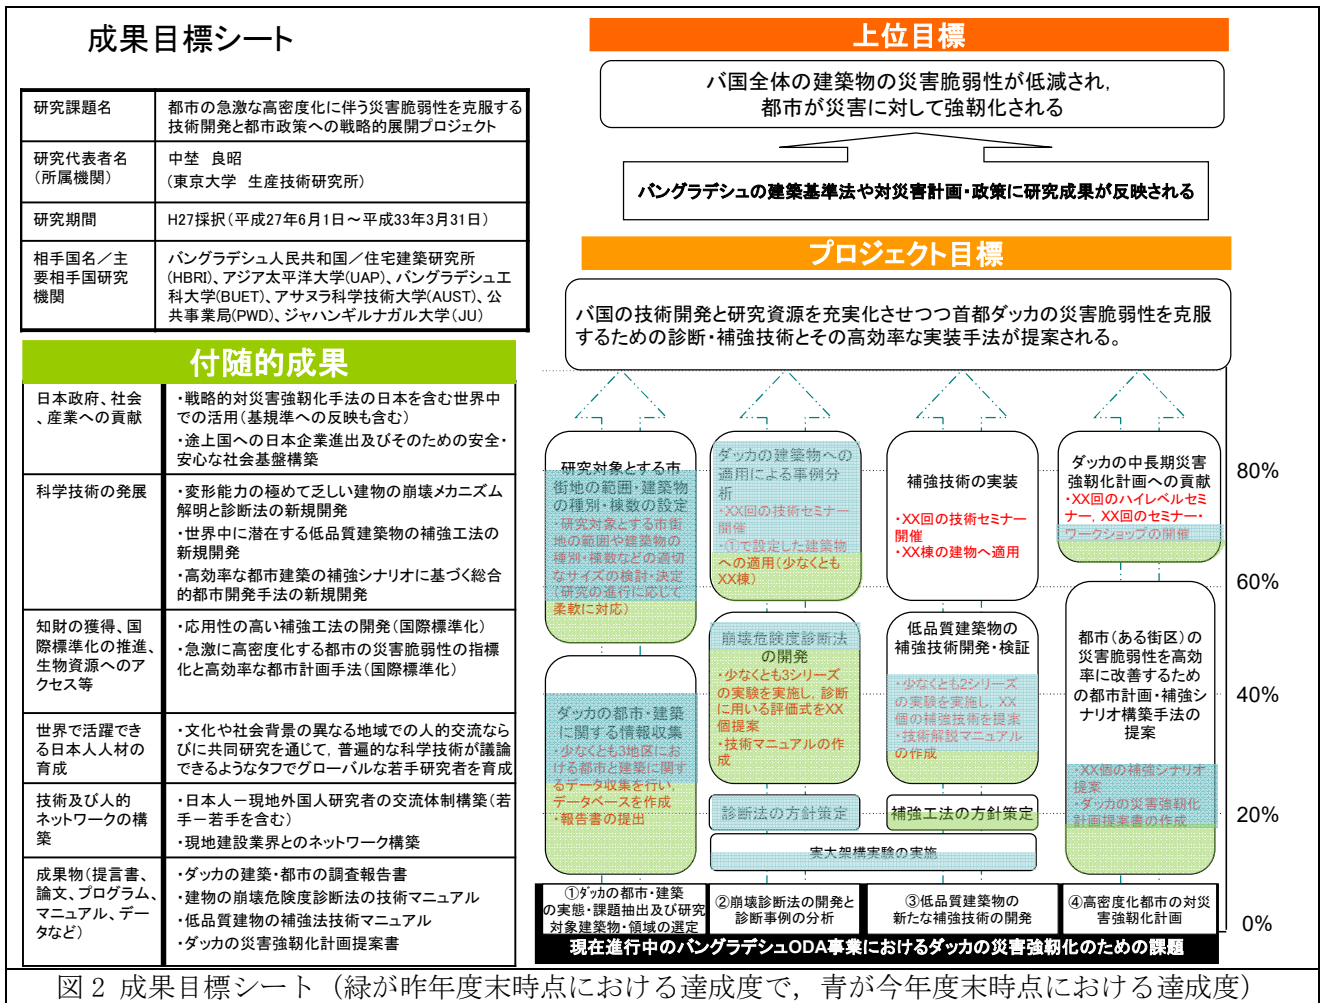 成果目標シート
研究課題名
都市の急激な高密度化に伴う災害脆弱性を克服する
技術開発と都市政策への戦略的展開プロジェクト
研究代表者名
(所属機関)
中埜　良昭
(東京大学　生産技術研究所)
研究期間
H27採択(平成27年6月1日～平成33年3月31日)
相手国名／主
要相手国研究
機関
バングラデシュ人民共和国／住宅建築研究所
(HBRI)、アジア太平洋大学(UAP)、バングラデシュ工
科大学(BUET)、アサヌラ科学技術大学(AUST)、公
共事業局(PWD)、ジャハンギルナガル大学(JU)
付随的成果
日本政府、社会
、産業への貢献
・戦略的対災害強靭化手法の日本を含む世界中
での活用(基規準への反映も含む)
・途上国への日本企業進出及びそのための安全・
安心な社会基盤構築
科学技術の発展
・変形能力の極めて乏しい建物の崩壊メカニズム
解明と診断法の新規開発
・世界中に潜在する低品質建築物の補強工法の
新規開発
・高効率な都市建築の補強シナリオに基づく総合
的都市開発手法の新規開発
知財の獲得、国
際標準化の推進、
生物資源へのア
クセス等
・応用性の高い補強工法の開発(国際標準化)
・急激に高密度化する都市の災害脆弱性の指標
化と高効率な都市計画手法(国際標準化)
世界で活躍でき
る日本人人材の
育成
・文化や社会背景の異なる地域での人的交流なら
びに共同研究を通じて，普遍的な科学技術が議論
できるようなタフでグローバルな若手研究者を育成
技術及び人的
ネットワークの構
築
・日本人－現地外国人研究者の交流体制構築(若
手－若手を含む)
・現地建設業界とのネットワーク構築
成果物(提言書、
論文、プログラム、
マニュアル、デー
タなど)
・ダッカの建築・都市の調査報告書
・建物の崩壊危険度診断法の技術マニュアル
・低品質建物の補強法技術マニュアル
・ダッカの災害強靭化計画提案書
上位目標
バ国全体の建築物の災害脆弱性が低減され，
都市が災害に対して強靭化される
バングラデシュの建築基準法や対災害計画・政策に研究成果が反映される
プロジェクト目標
バ国の技術開発と研究資源を充実化させつつ首都ダッカの災害脆弱性を克服
するための診断・補強技術とその高効率な実装手法が提案される。
研究対象とする市
街地の範囲・建築物
の種別・棟数の設定
・研究対象とする市街
地の範囲や建築物の
種別・棟数などの適切
なサイズの検討・決定
(研究の進行に応じて
柔軟に対応)
ダッカの都市・建築
に関する情報収集
・少なくとも3地区にお
ける都市と建築に関す
るデータ収集を行い，
データベースを作成
・報告書の提出
ダッカの建築物への
適用による事例分
析
・XX回の技術セミナー
開催
・①で設定した建築物
への適用(少なくとも
XX棟)
崩壊危険度診断法
の開発
・少なくとも3シリーズ
の実験を実施し，診断
に用いる評価式をXX
個提案
・技術マニュアルの作
成
診断法の方針策定
補強技術の実装
・XX回の技術セミナー
開催
・XX棟の建物へ適用
低品質建築物の
補強技術開発・検証
・少なくとも2シリーズ
の実験を実施し，XX
個の補強技術を提案
・技術解説マニュアル
の作成
補強工法の方針策定
実大架構実験の実施
ダッカの中長期災害
強靭化計画への貢献
・XX回のハイレベルセミ
ナー，XX回のセミナー・
ワークショップの開催
都市(ある街区)の
災害脆弱性を高効
率に改善するため
の都市計画・補強シ
ナリオ構築手法の
提案
・XX個の補強シナリオ
提案
・ダッカの災害強靭化
計画提案書の作成
80%
60%
40%
20%
0%
①ダッカの都市・建築
の実態・課題抽出及び研究
対象建築物・領域の選定
②崩壊診断法の開発と
診断事例の分析
③低品質建築物の
新たな補強技術の開発
④高密度化都市の対災
害強靭化計画
現在進行中のバングラデシュODA事業におけるダッカの災害強靭化のための課題
図 2 成果目標シート（緑が昨年度末時点における達成度で，青が今年度末時点における達成度）